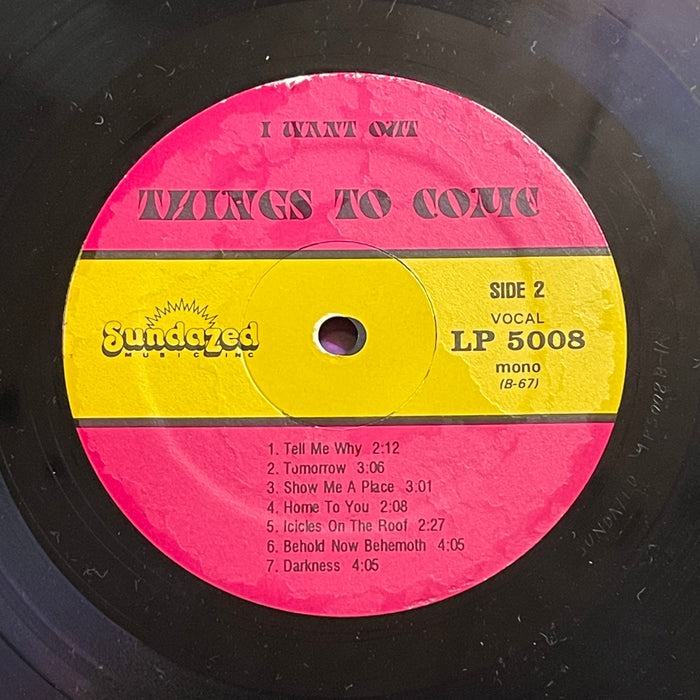 I WANT OUT
THINGS TO COME
Sundazed
MUSIC, INC
SIDE 2
VOCAL
LP 5008
mono
(B-67)
1. Tell Me Why 2:12
2. Tomorrow 3:06
3. Show Me A Place 3:01
4. Home To You 2:08
5. Icicles On The Roof 2:27
6. Behold Now Behemoth 4:05
7. Darkness 4:05